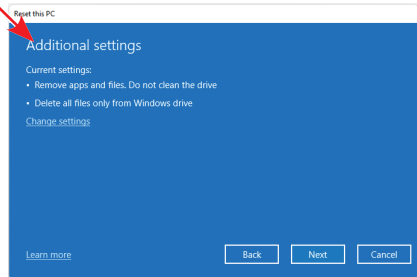 Reset this PC
Additional settings
Current settings:
• Remove apps and files. Do not clean the drive
• Delete all files only from Windows drive
Change settings
Learn more
Back
Next
Cancel